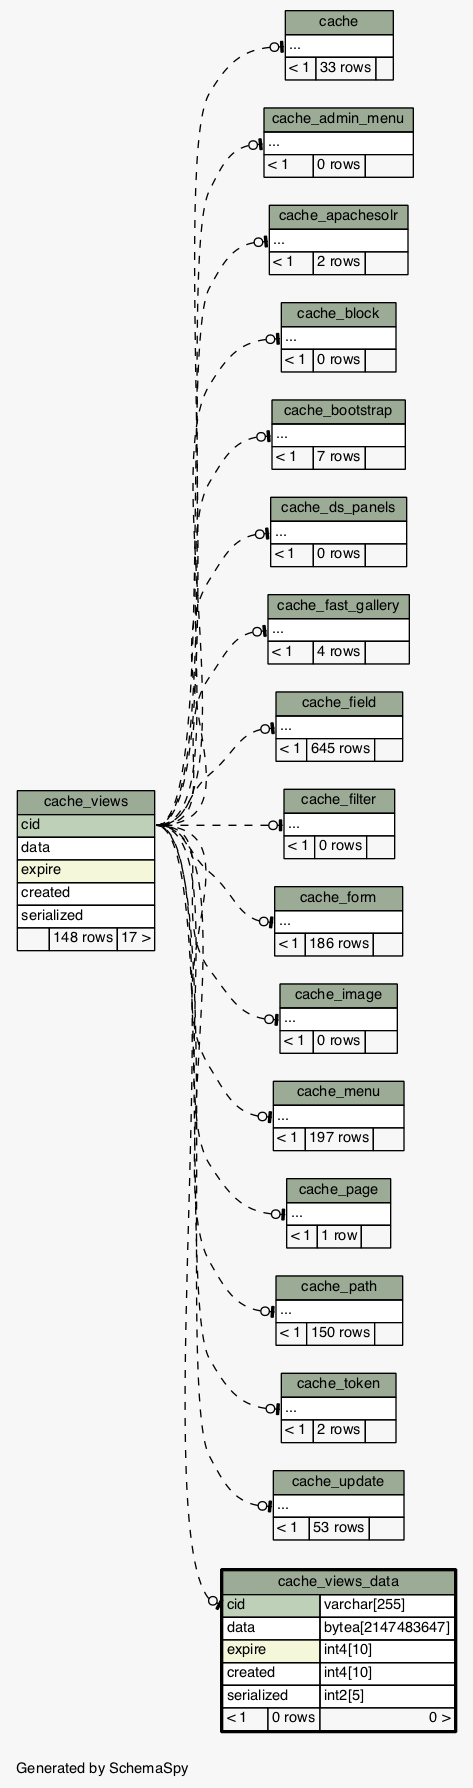 cache
...
< 1 33 rows
cache_admin_menu
...
< 1 0 rows
cache_apachesolr
...
< 1 2 rows
cache_block
...
< 1 0 rows
cache_bootstrap
...
< 1 7 rows
cache_ds_panels
...
< 1 0 rows
cache_fast_gallery
...
< 1 4 rows
cache_field
...
< 1 645 rows
cache_views
cid
data
expire
created
serialized
148 rows 17 >
cache_filter
...
< 1 0 rows
cache_form
...
< 1 186 rows
cache_image
...
< 1 0 rows
cache_menu
...
< 1 197 rows
cache_page
...
< 1 1 row
cache_path
...
< 1 150 rows
cache_token
...
< 1 2 rows
cache_update
...
< 1 53 rows
cache_views_data
cid varchar[255]
data bytea[2147483647]
expire int4[10]
created int4[10]
serialized int2[5]
< 1 0 rows 0 >
Generated by SchemaSpy